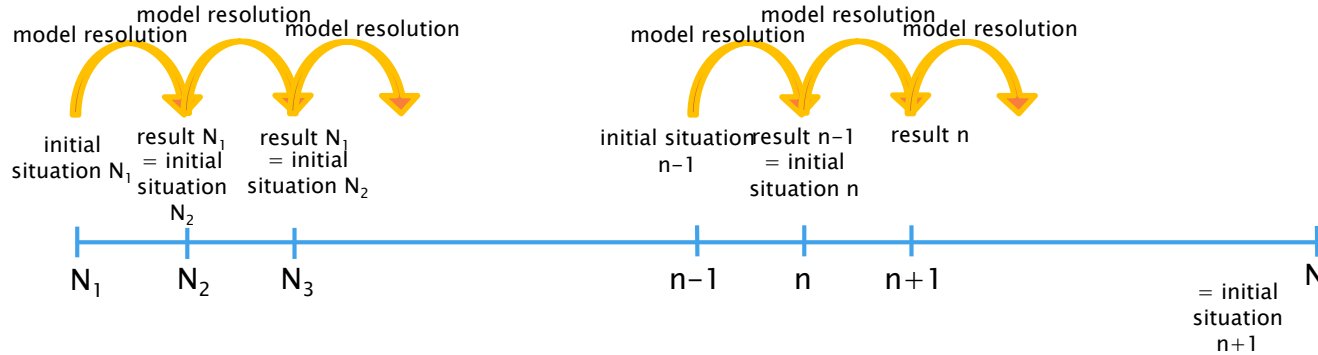 model resolution
model resolution
model resolution
initial
situation N₁
result N₁
= initial
situation
N₂
result N₁
= initial
situation N₂
model resolution
model resolution
model resolution
initial situation
n-1
result n-1
= initial
situation n
result n
N₁
N₂
N₃
n-1
n
n+1
N
= initial
situation
n+1